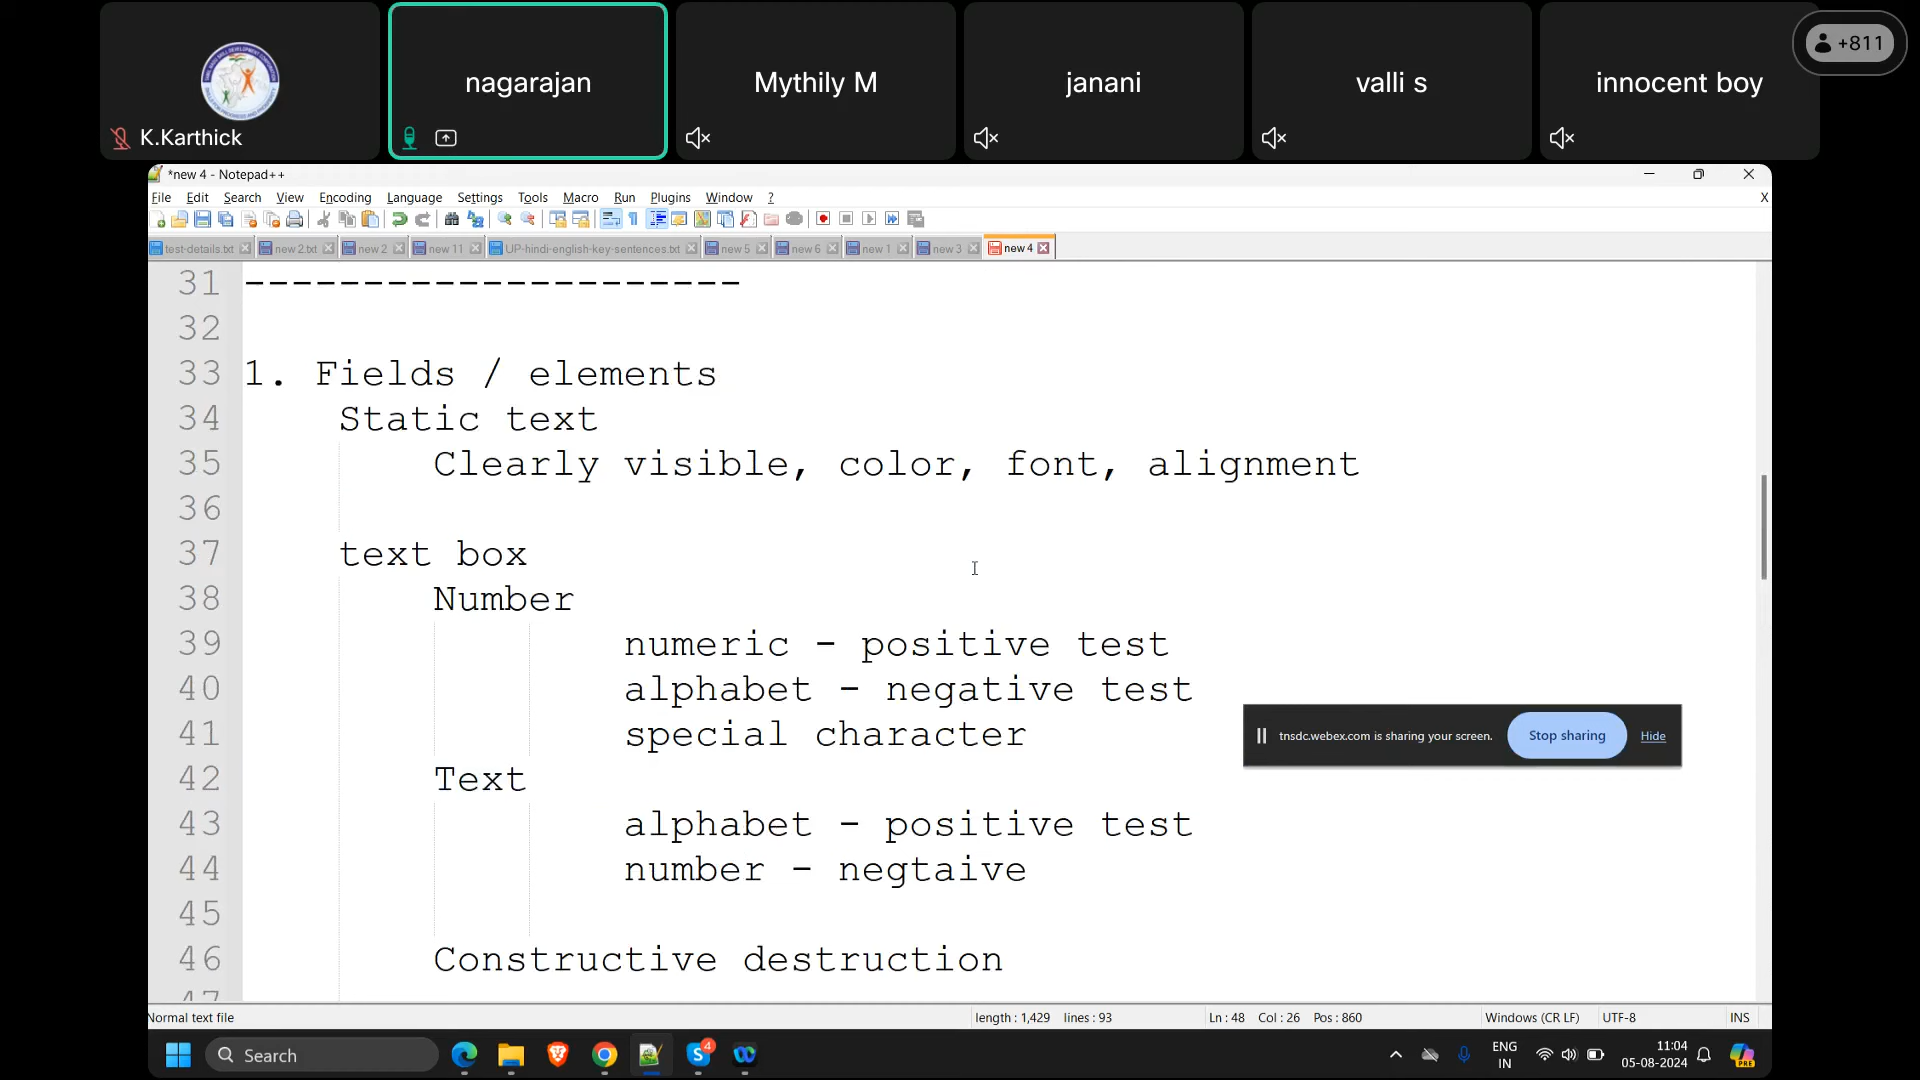 +811
nagarajan
Mythily M
janani
valli s
innocent boy
K.Karthick
*new 4 - Notepad++
File Edit Search View Encoding Language Settings Tools Macro Run Plugins Window ?
X
test-details.txt new 2.txt new 2 new 11 UP-hindi-english-key-sentences.txt new 5 new 6 new 1 new 3 new 4
31 ---------------------
32
33 1. Fields / elements
34 Static text
35 Clearly visible, color, font, alignment
36
37 text box
38 Number
39 numeric - positive test
40 alphabet - negative test
41 special character
tnsdc.webex.com is sharing your screen. Stop sharing Hide
42 Text
43 alphabet - positive test
44 number - negtaive
45
46 Constructive destruction
47
Normal text file length : 1,429 lines : 93 Ln : 48 Col : 26 Pos : 860 Windows (CR LF) UTF-8 INS
Search
4
ENG
IN
11:04
05-08-2024
PRE